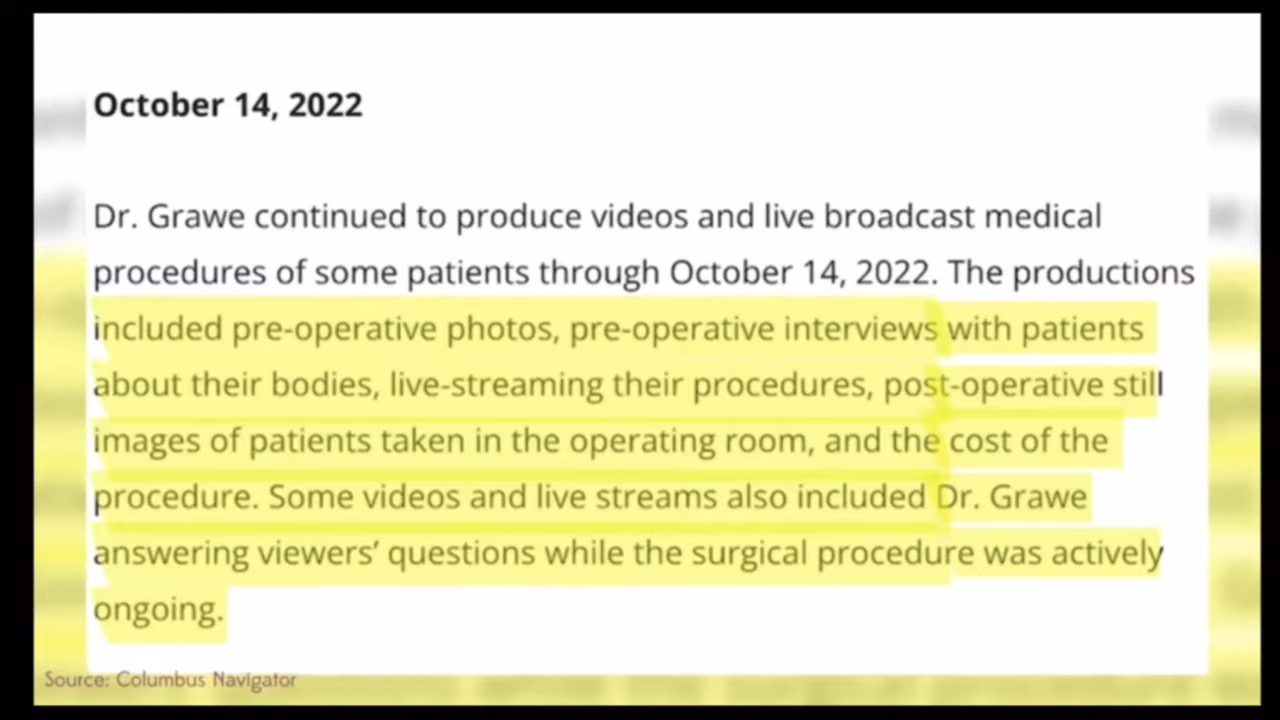 October 14, 2022
Dr. Grawe continued to produce videos and live broadcast medical
procedures of some patients through October 14, 2022. The productions
included pre-operative photos, pre-operative interviews with patients
about their bodies, live-streaming their procedures, post-operative still
images of patients taken in the operating room, and the cost of the
procedure. Some videos and live streams also included Dr. Grawe
answering viewers’ questions while the surgical procedure was actively
ongoing.
Source: Columbus Navigator